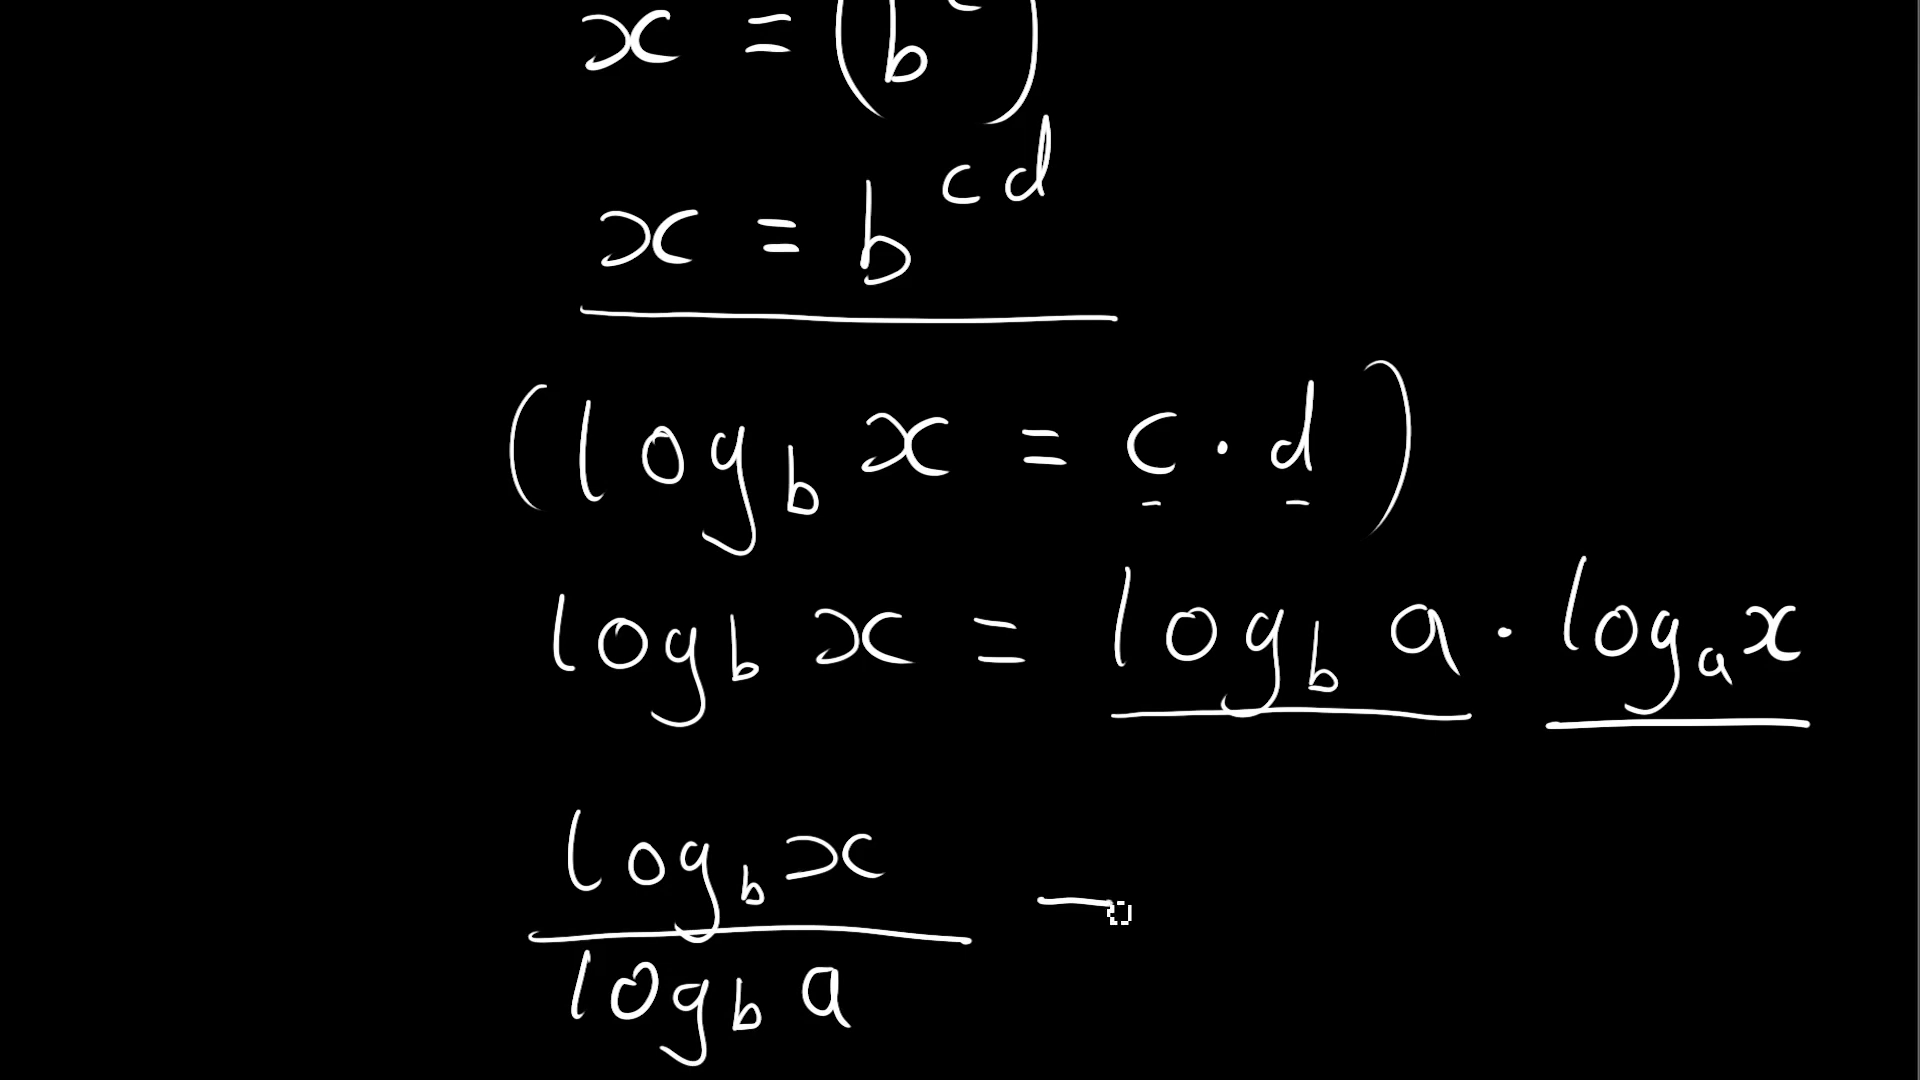 x = (b^c)
x = b^cd
(log_b x = c · d)
log_b x = log_b a · log_a x
log_b x
log_b a